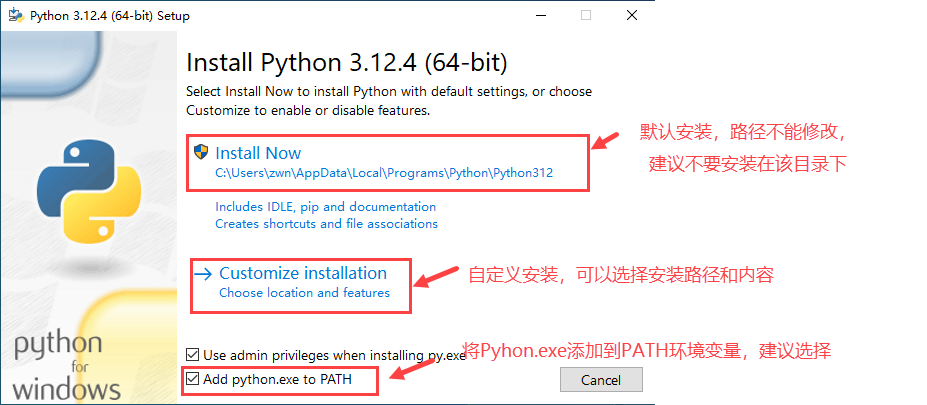 Python 3.12.4 (64-bit) Setup
Install Python 3.12.4 (64-bit)
Select Install Now to install Python with default settings, or choose
Customize to enable or disable features.
Install Now
C:\Users\zwn\AppData\Local\Programs\Python\Python312
默认安装，路径不能修改，
建议不要安装在该目录下
Includes IDLE, pip and documentation
Creates shortcuts and file associations
Customize installation
Choose location and features
自定义安装，可以选择安装路径和内容
Use admin privileges when installing py.exe
将Pyhon.exe添加到PATH环境变量，建议选择
Add python.exe to PATH
Cancel
python
for
windows